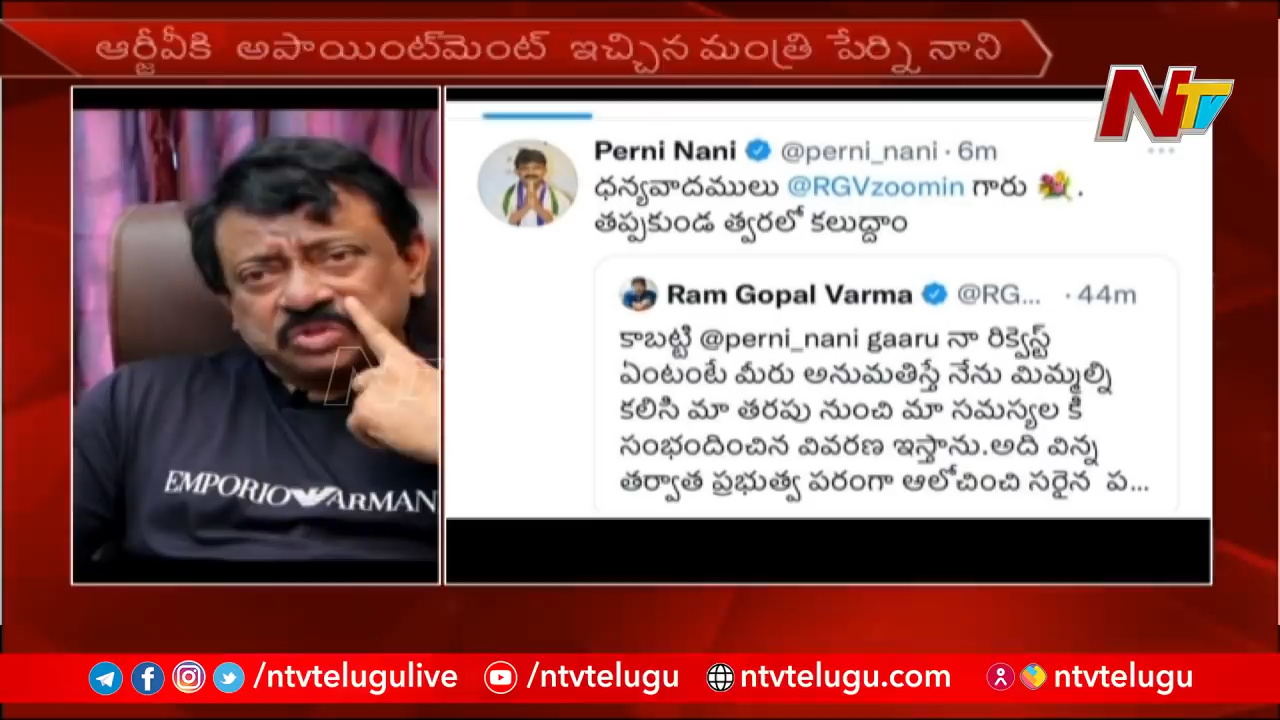 ఆర్జీవీకి అపాయింట్‌మెంట్ ఇచ్చిన మంత్రి పేర్ని నాని
NTV
Perni Nani @perni_nani · 6m
ధన్యవాదములు @RGVzoomin గారు 💐.
తప్పకుండ త్వరలో కలుద్దాం
Ram Gopal Varma @RG... · 44m
కాబట్టి @perni_nani gaaru నా రిక్వెస్ట్
ఏంటంటే మీరు అనుమతిస్తే నేను మిమ్మల్ని
కలిసి మా తరపు నుంచి మా సమస్యల కి
సంభందించిన వివరణ ఇస్తాను.అది విన్న
తర్వాత ప్రభుత్వ పరంగా ఆలోచించి సరైన ప...
EMPORIO ARMAN
/ntvtelugulive /ntvtelugu ntvtelugu.com ntvtelugu